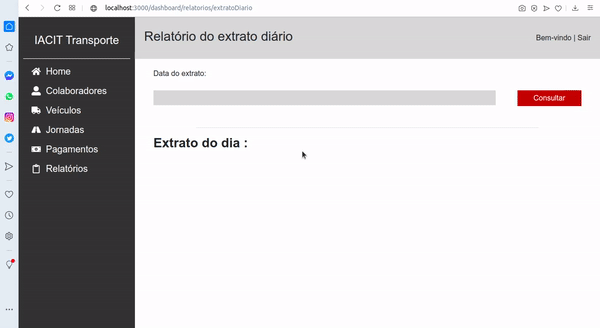 localhost:3000/dashboard/relatorios/extratoDiario
IACIT Transporte
Relatório do extrato diário
Bem-vindo | Sair
Home
Colaboradores
Veículos
Jornadas
Pagamentos
Relatórios
Data do extrato:
Consultar
Extrato do dia :